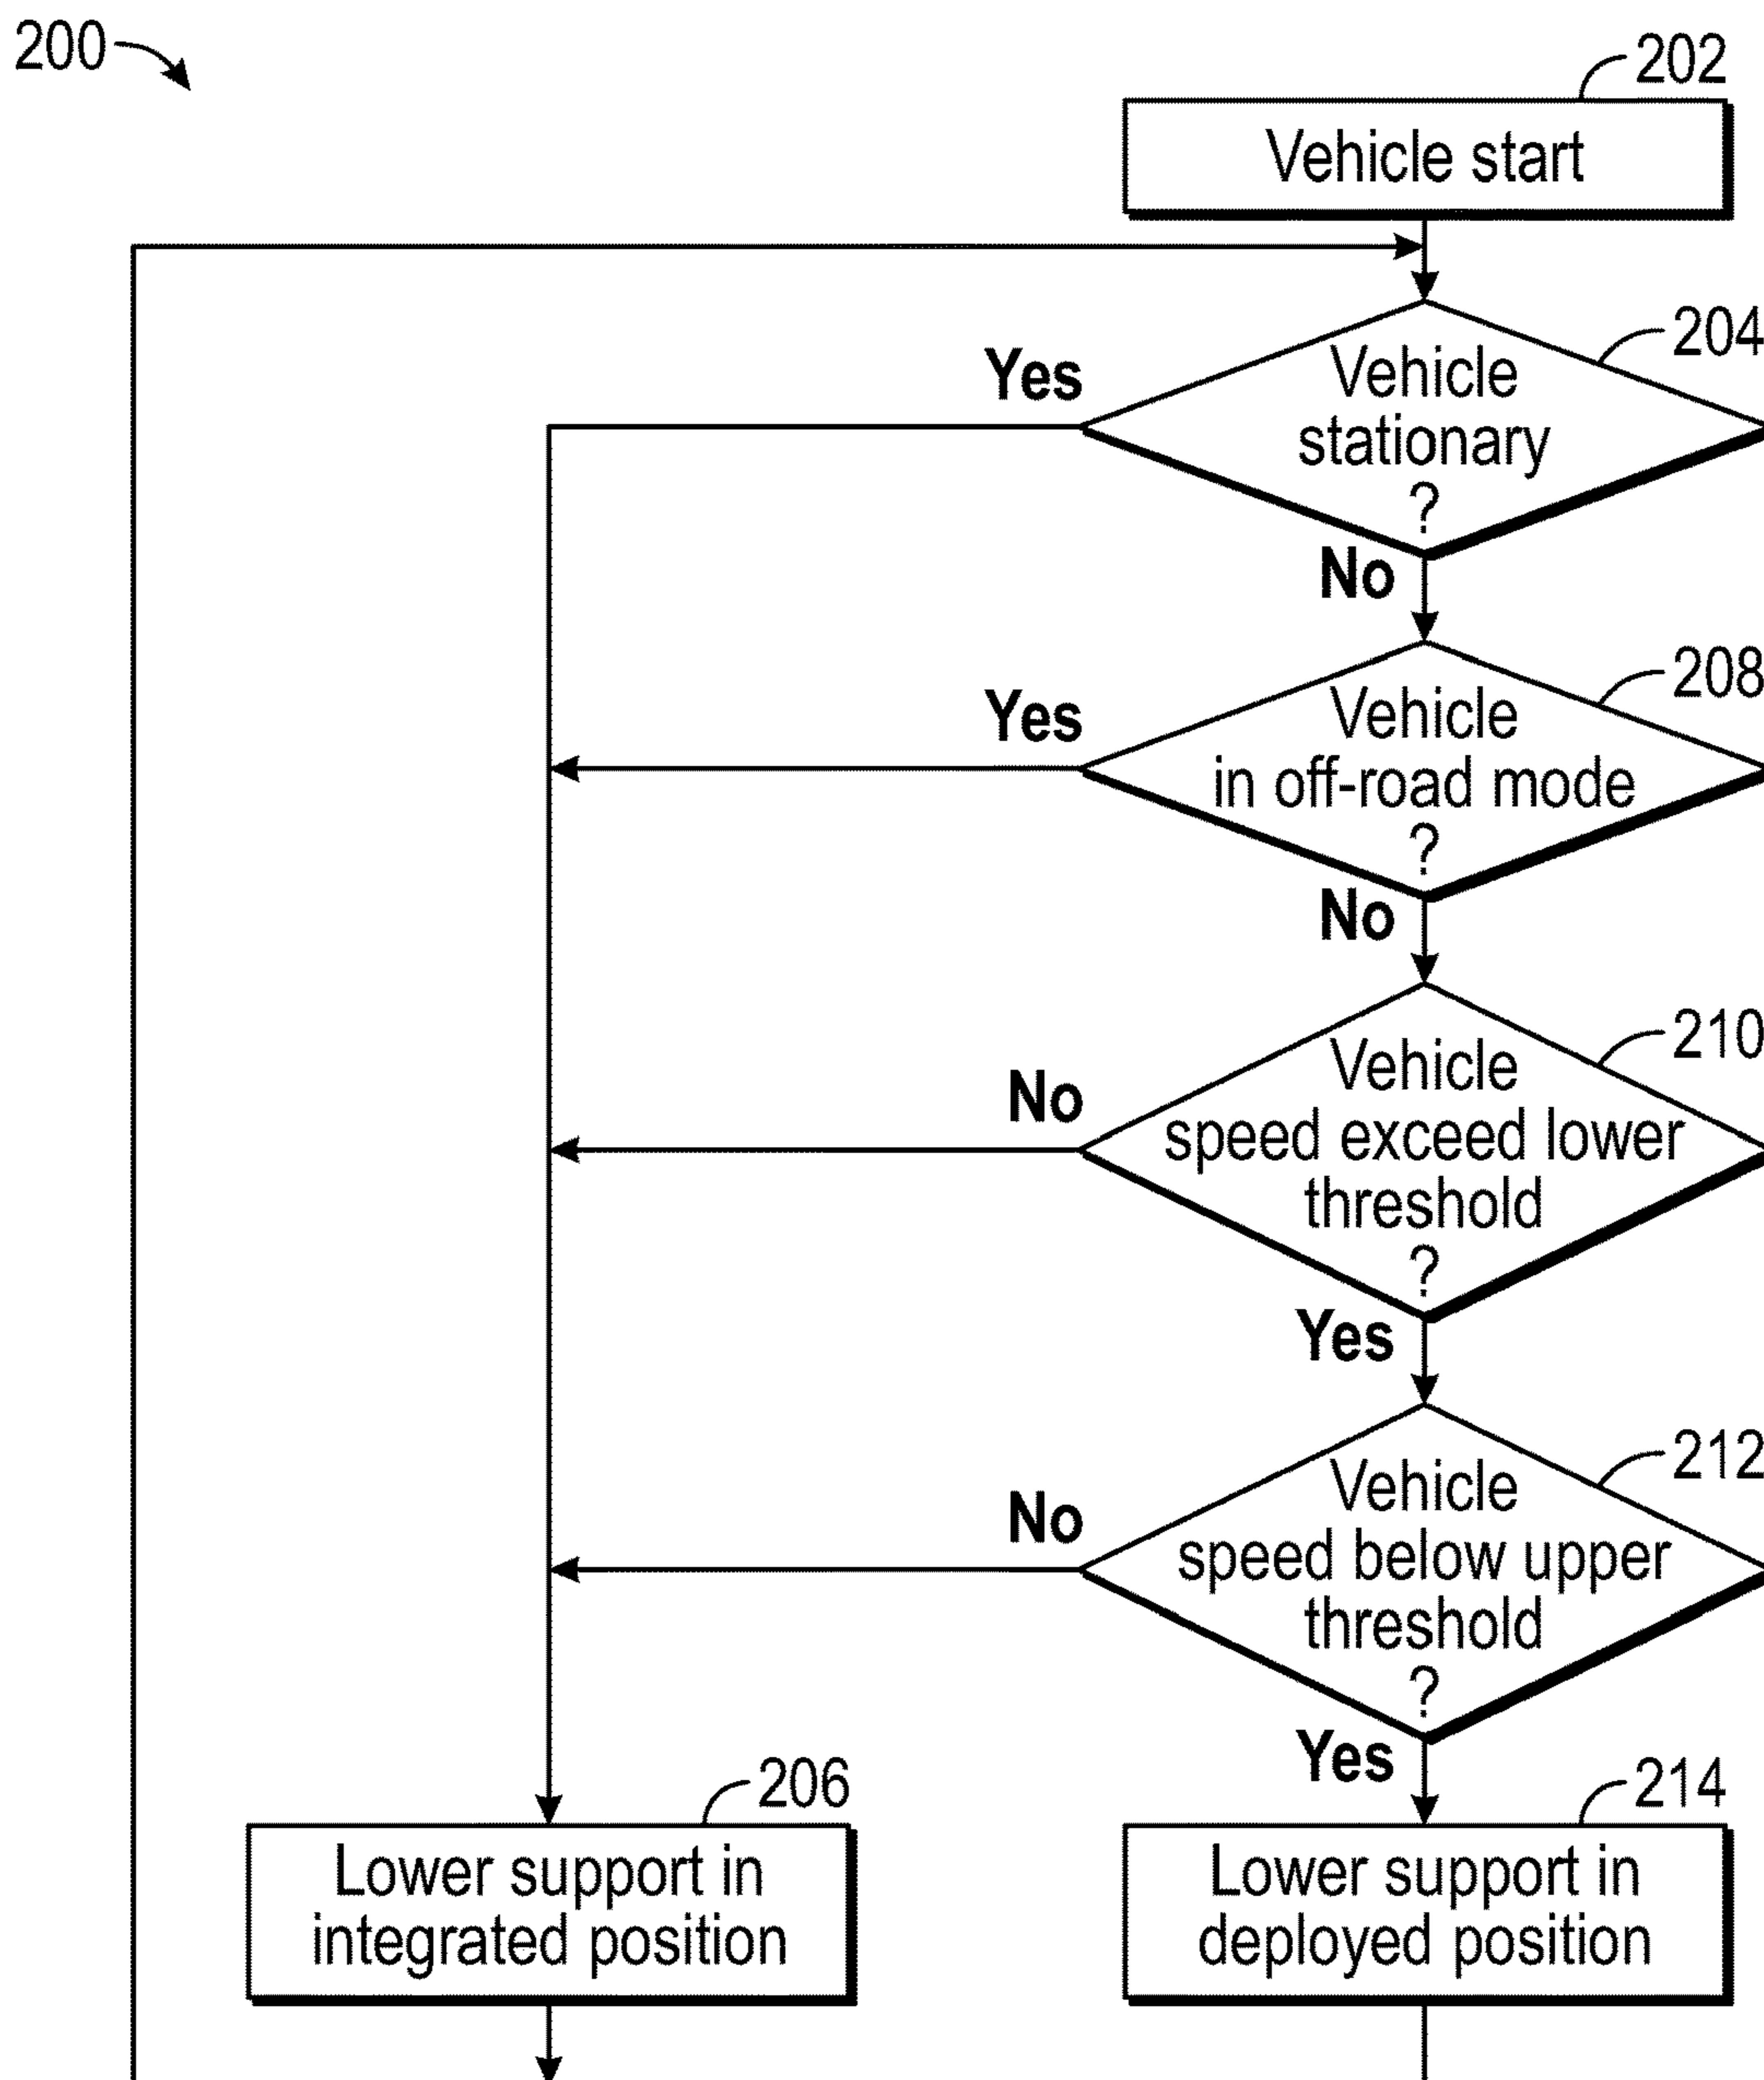 200
202
Vehicle start
204
Yes
Vehicle
stationary
?
No
208
Yes
Vehicle
in off-road mode
?
No
210
Vehicle
No
speed exceed lower
threshold
?
Yes
212
Vehicle
No
speed below upper
threshold
?
Yes
206
Lower support in
integrated position
214
Lower support in
deployed position